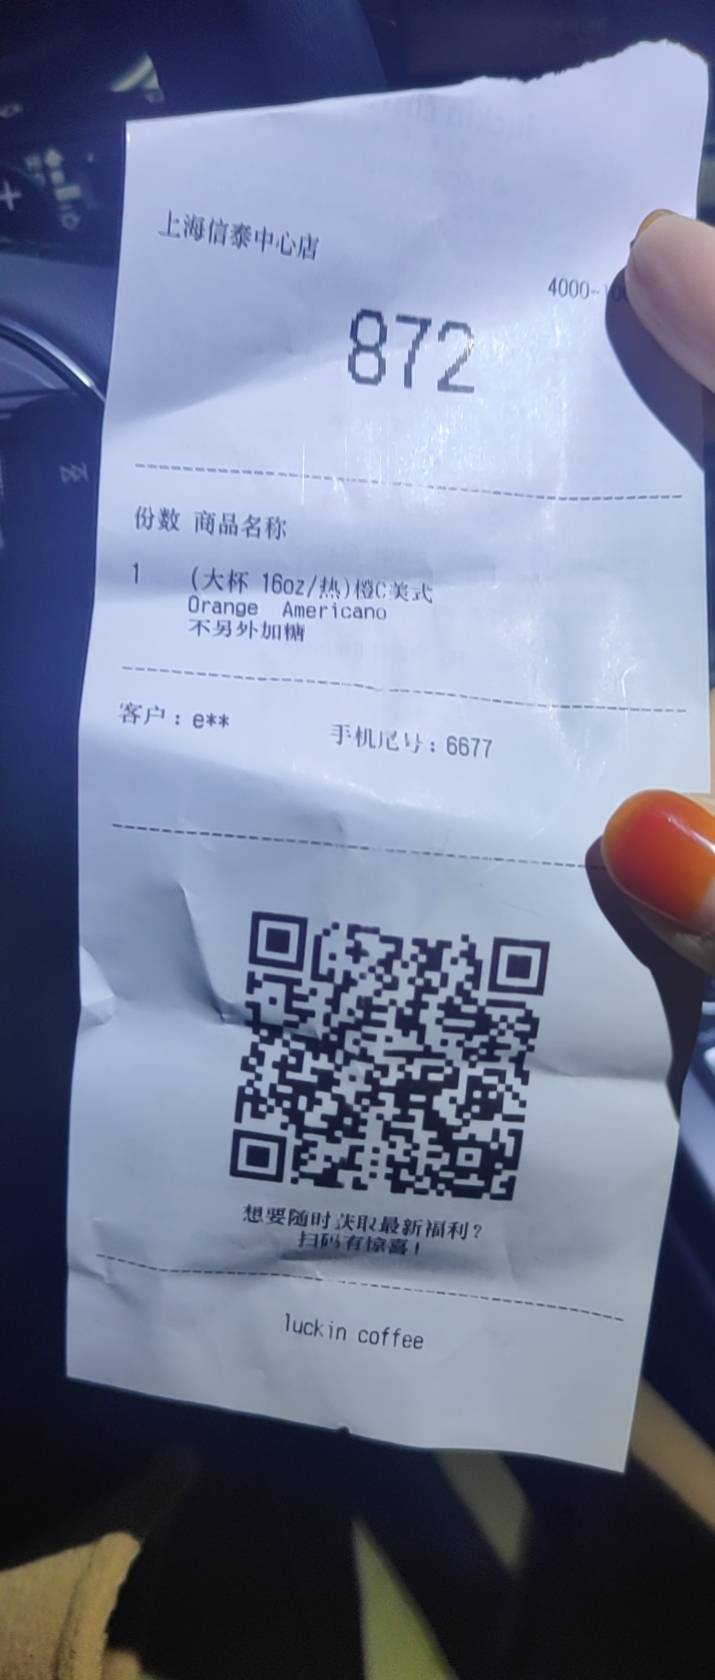 上海信泰中心店
4000-100
872
份数 商品名称
1 (大杯 16oz/热)橙C美式
Orange Americano
不另外加糖
客户：e** 手机尾号：6677
想要随时获取最新福利？
扫码有惊喜！
luckin coffee